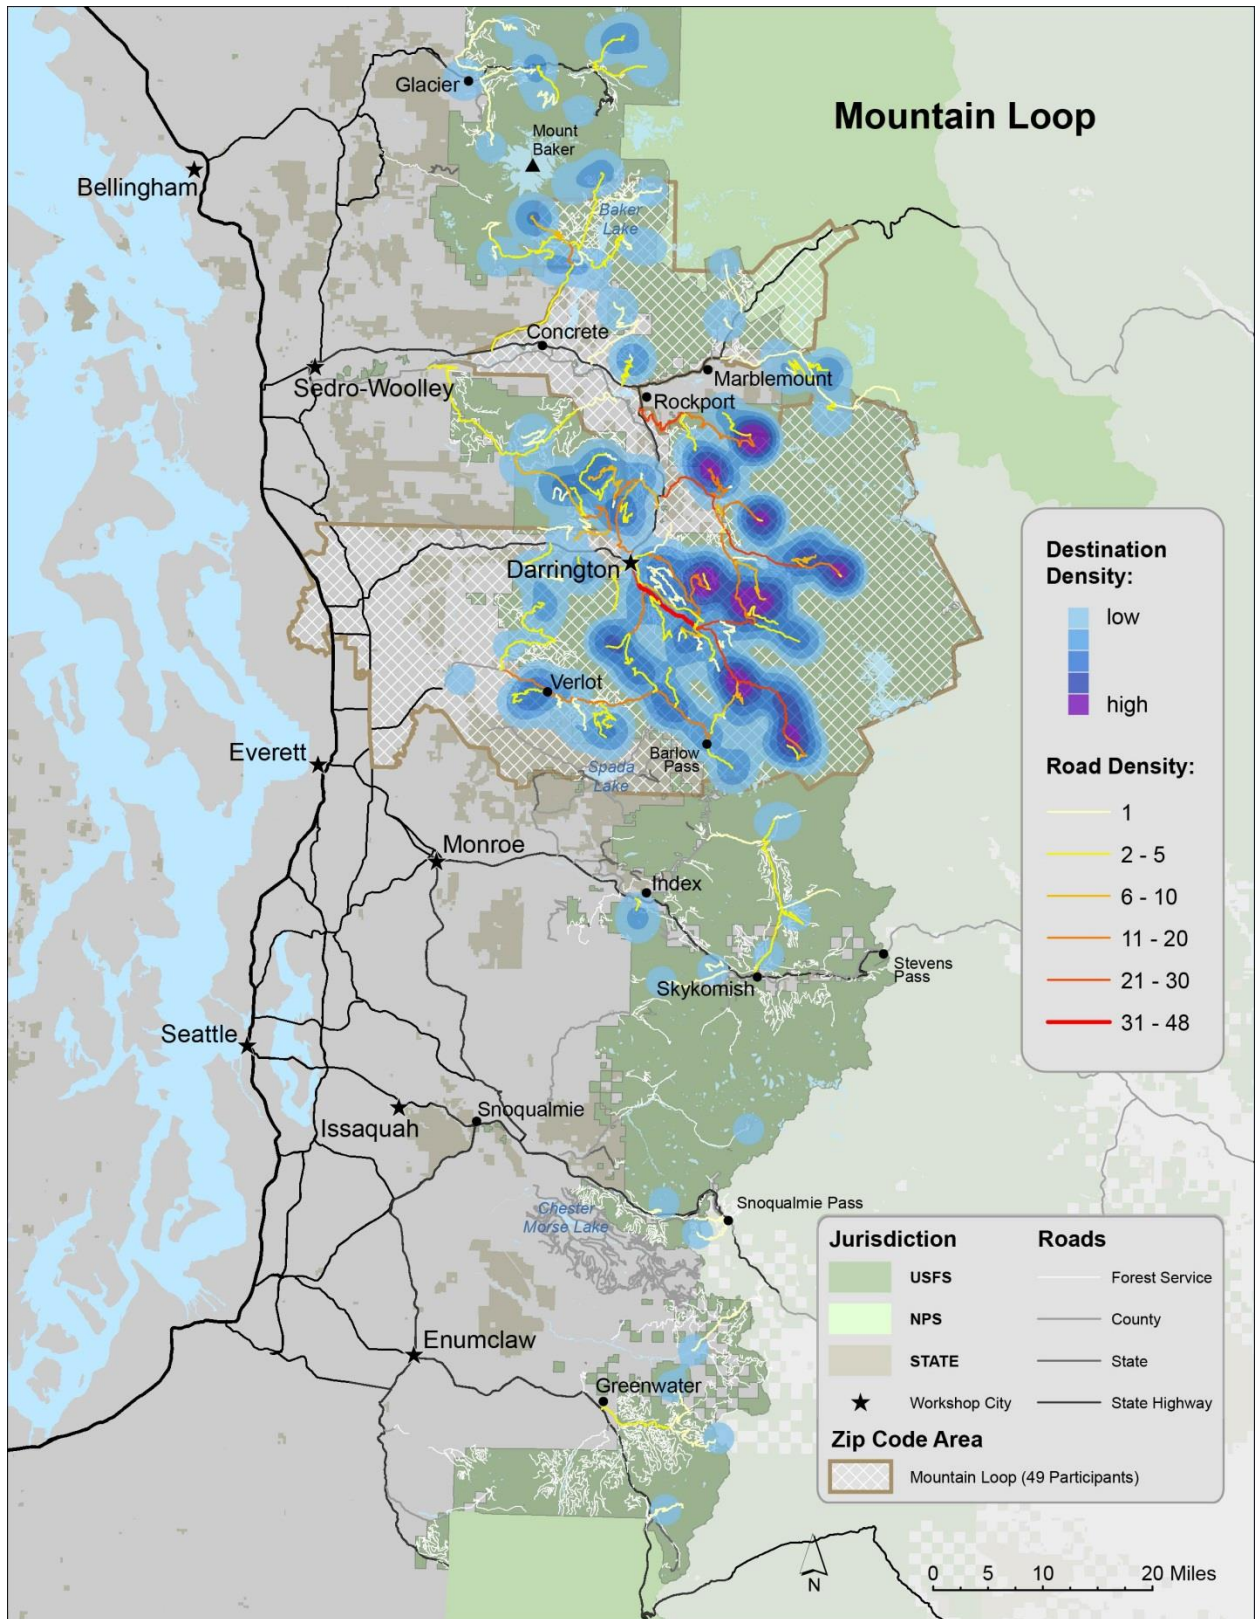 Mountain Loop
Glacier
Mount
Baker
Bellingham
Baker
Lake
Concrete
Sedro-Woolley
Marblemount
Rockport
Darrington
Verlot
Everett
Barlow
Pass
Spada
Lake
Monroe
Index
Stevens
Pass
Skykomish
Seattle
Issaquah
Snoqualmie
Chester
Morse Lake
Snoqualmie Pass
Enumclaw
Greenwater
Destination
Density:
low
high
Road Density:
1
2 - 5
6 - 10
11 - 20
21 - 30
31 - 48
Jurisdiction
Roads
USFS
Forest Service
NPS
County
STATE
State
Workshop City
State Highway
Zip Code Area
Mountain Loop (49 Participants)
N
0 5 10 20 Miles